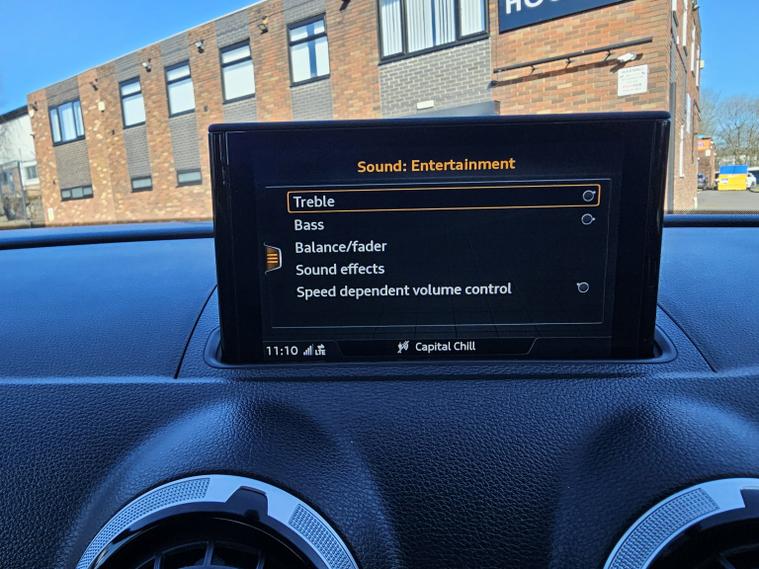 Sound: Entertainment
Treble
Bass
Balance/fader
Sound effects
Speed dependent volume control
11:10 LTE Capital Chill